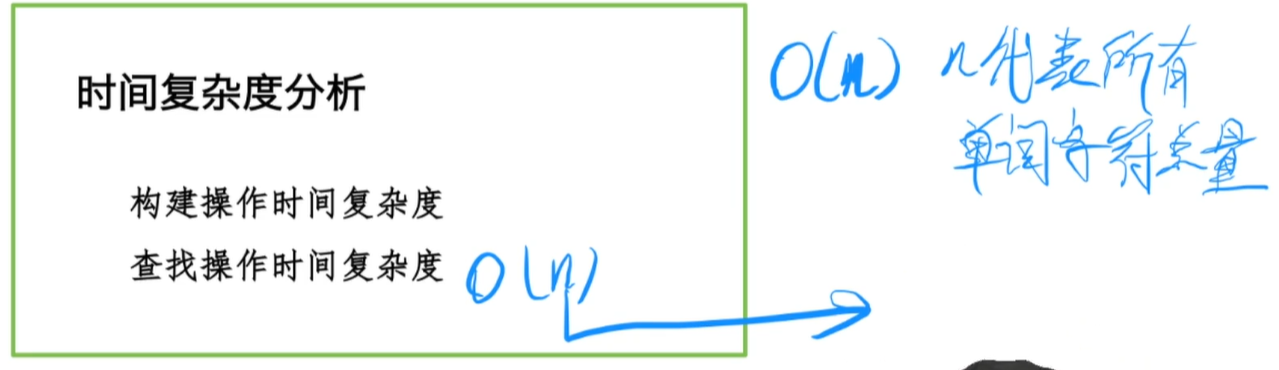 时间复杂度分析
O(n) n代表所有
单词字符总量
构建操作时间复杂度
查找操作时间复杂度 O(n)